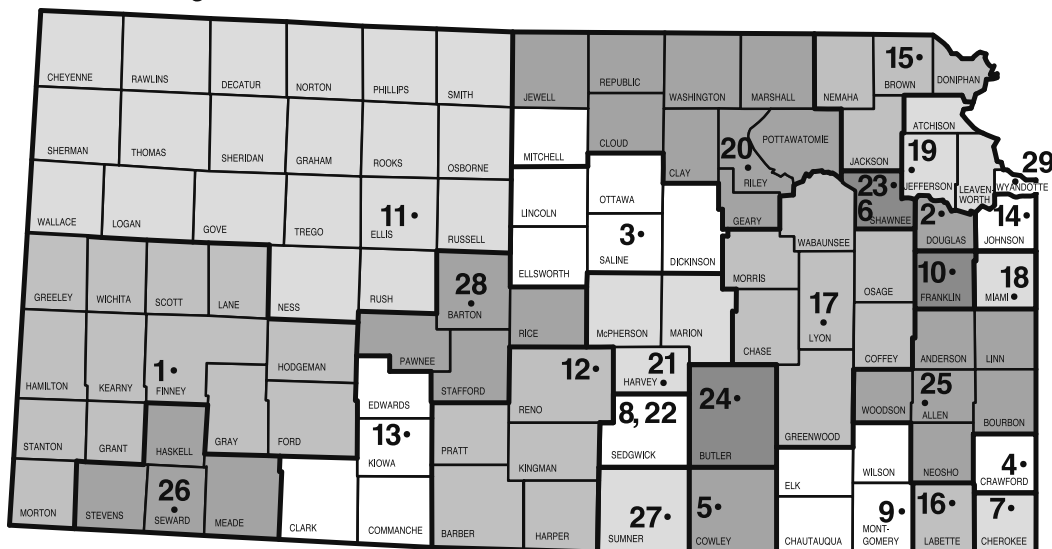 CHEYENNE
RAWLINS
DECATUR
NORTON
PHILLIPS
SMITH
JEWELL
REPUBLIC
WASHINGTON
MARSHALL
NEMAHA
15
BROWN
DONIPHAN
SHERMAN
THOMAS
SHERIDAN
GRAHAM
ROOKS
OSBORNE
MITCHELL
CLOUD
CLAY
20
RILEY
POTTAWATOMIE
JACKSON
ATCHISON
19
JEFFERSON
LEAVEN-
WORTH
29
WYANDOTTE
WALLACE
LOGAN
GOVE
TREGO
11
ELLIS
RUSSELL
LINCOLN
OTTAWA
GEARY
WABAUNSEE
23
6
SHAWNEE
2
DOUGLAS
14
JOHNSON
3
SALINE
DICKINSON
ELLSWORTH
GREELEY
WICHITA
SCOTT
LANE
NESS
RUSH
28
BARTON
RICE
McPHERSON
MARION
MORRIS
CHASE
17
LYON
OSAGE
10
FRANKLIN
18
MIAMI
HAMILTON
KEARNY
1
FINNEY
HODGEMAN
PAWNEE
STAFFORD
12
RENO
21
HARVEY
COFFEY
ANDERSON
LINN
EDWARDS
8, 22
SEDGWICK
24
BUTLER
GREENWOOD
WOODSON
25
ALLEN
BOURBON
STANTON
GRANT
HASKELL
GRAY
FORD
13
KIOWA
PRATT
KINGMAN
ELK
WILSON
NEOSHO
4
CRAWFORD
MORTON
STEVENS
26
SEWARD
MEADE
CLARK
COMMANCHE
BARBER
HARPER
27
SUMNER
5
COWLEY
CHAUTAUQUA
9
MONT-
GOMERY
16
LABETTE
7
CHEROKEE